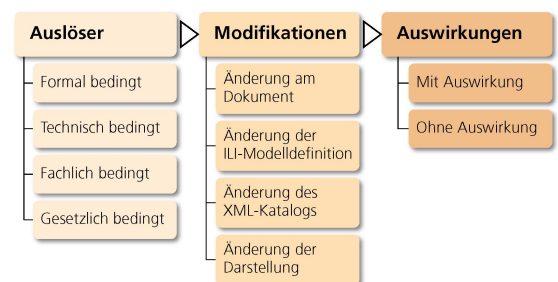 Auslöser
Formal bedingt
Technisch bedingt
Fachlich bedingt
Gesetzlich bedingt
Modifikationen
Änderung am
Dokument
Änderung der
ILI-Modelldefinition
Änderung des
XML-Katalogs
Änderung der
Darstellung
Auswirkungen
Mit Auswirkung
Ohne Auswirkung